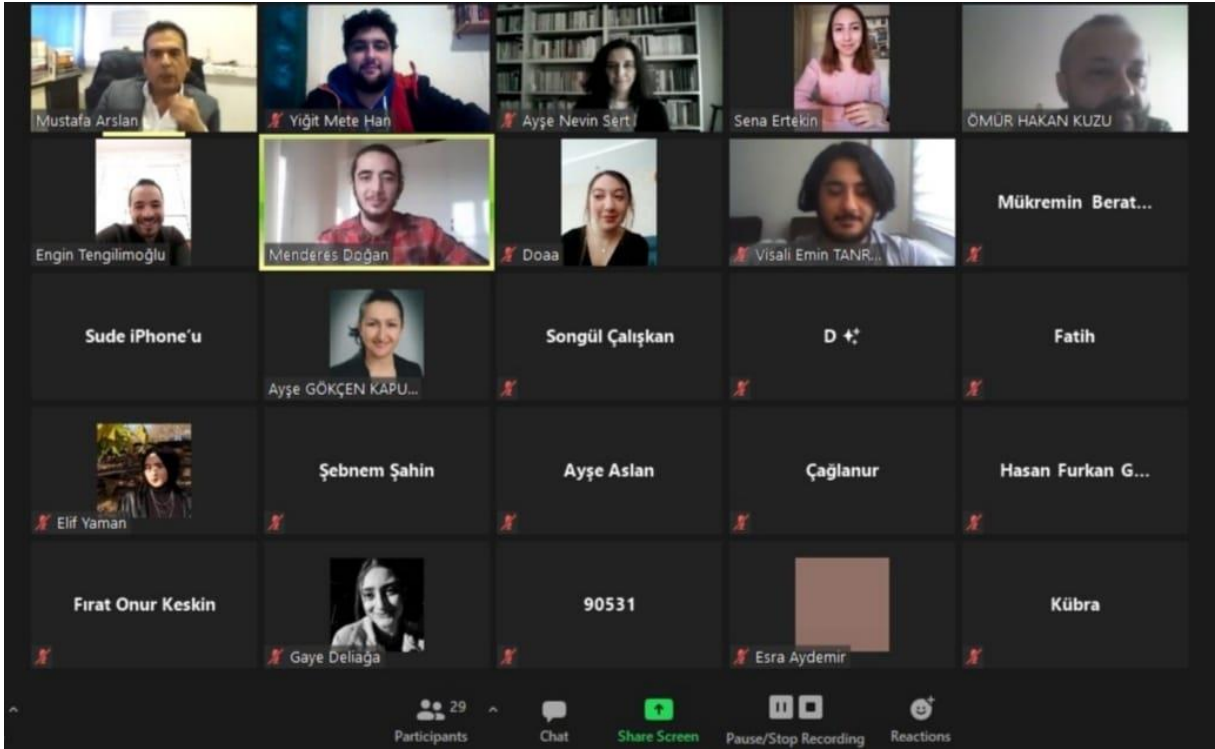 Mustafa Arslan
Yiğit Mete Han
Ayşe Nevin Sert
Sena Ertekin
ÖMÜR HAKAN KUZU
Engin Tengilimoğlu
Menderes Doğan
Doaa
Visali Emin TANR...
Mükremin Berat...
Sude iPhone'u
Ayşe GÖKÇEN KAPU...
Songül Çalışkan
D
Fatih
Elif Yaman
Şebnem Şahin
Ayşe Aslan
Çağlanur
Hasan Furkan G...
Fırat Onur Keskin
Gaye Deliağa
90531
Esra Aydemir
Kübra
29
Participants
Chat
Share Screen
Pause/Stop Recording
Reactions